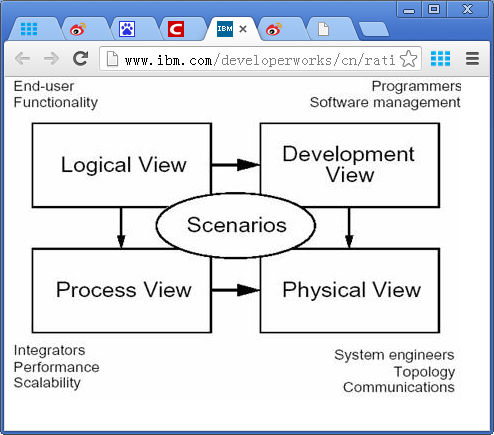 IBM
www.ibm.com/developerworks/cn/rati
End-user
Functionality
Programmers
Software management
Logical View
Development
View
Scenarios
Process View
Physical View
Integrators
Performance
Scalability
System engineers
Topology
Communications